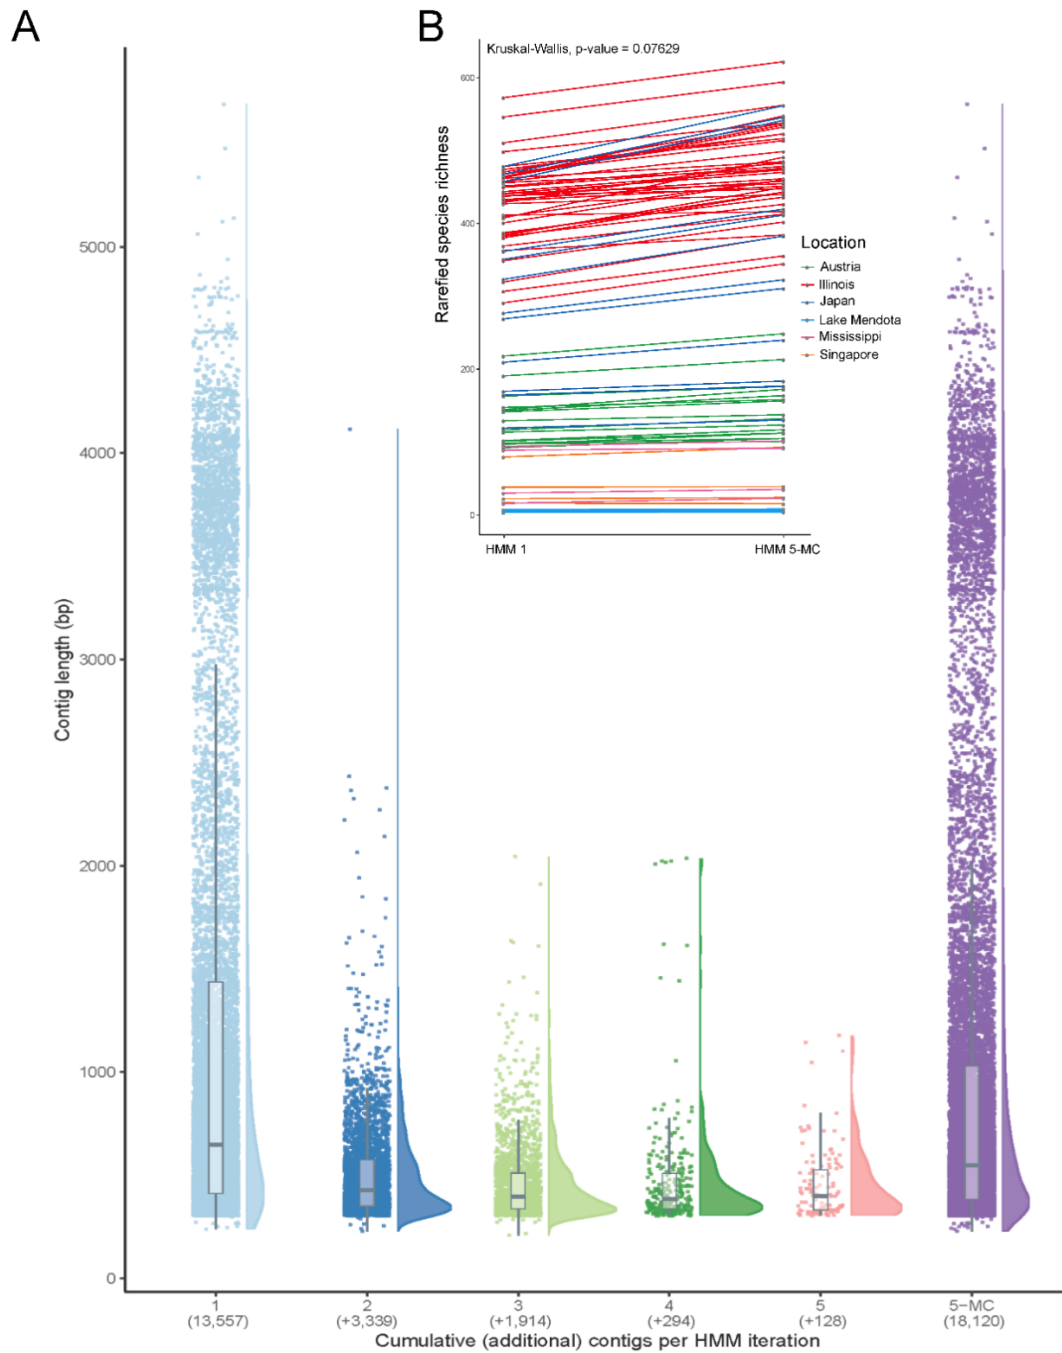 A
B
Kruskal-Wallis, p-value = 0.07629
600
400
200
0
Rarefied species richness
HMM 1
HMM 5-MC
Location
Austria
Illinois
Japan
Lake Mendota
Mississippi
Singapore
5000
4000
3000
2000
1000
0
Contig length (bp)
1 2 3 4 5 5-MC
(13,557) (+3,339) (+1,914) (+294) (+128) (18,120)
Cumulative (additional) contigs per HMM iteration